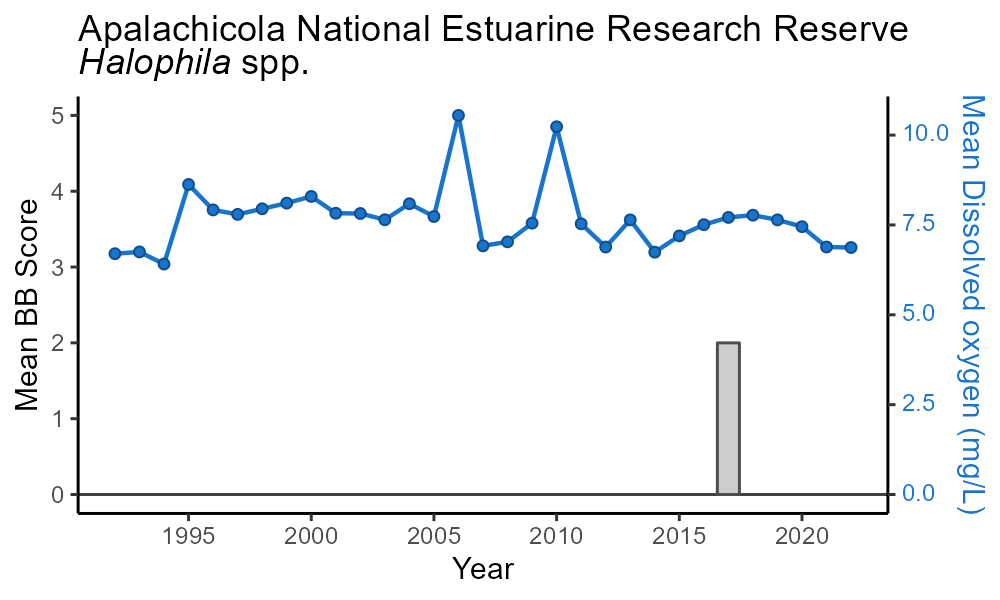 Apalachicola National Estuarine Research Reserve
Halophila spp.
Mean BB Score
5
4
3
2
1
0
10.0
7.5
5.0
2.5
0.0
Mean Dissolved oxygen (mg/L)
1995 2000 2005 2010 2015 2020
Year